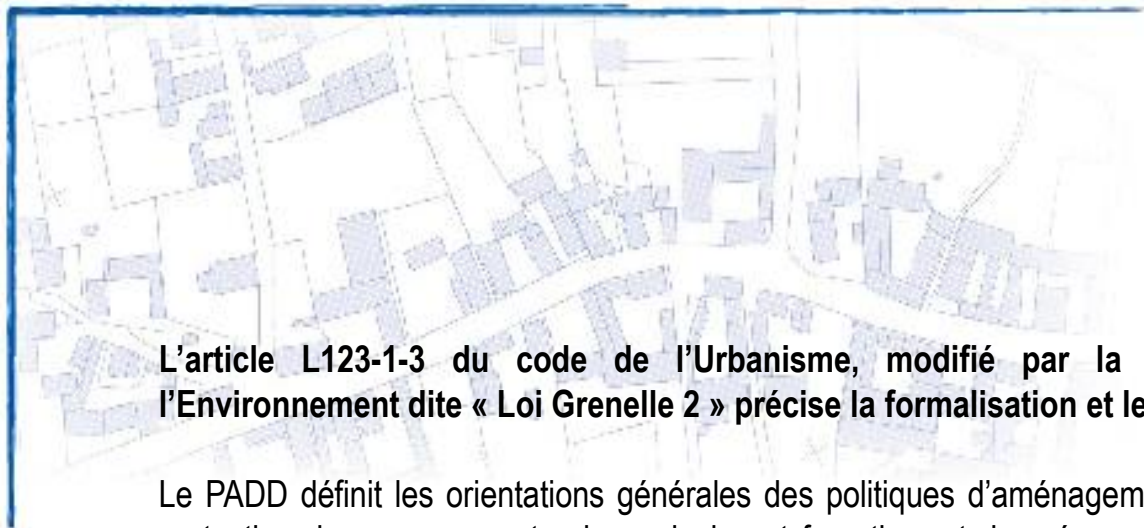 L’article L123-1-3 du code de l’Urbanisme, modifié par la
l’Environnement dite « Loi Grenelle 2 » précise la formalisation et le
Le PADD définit les orientations générales des politiques d’aménagem